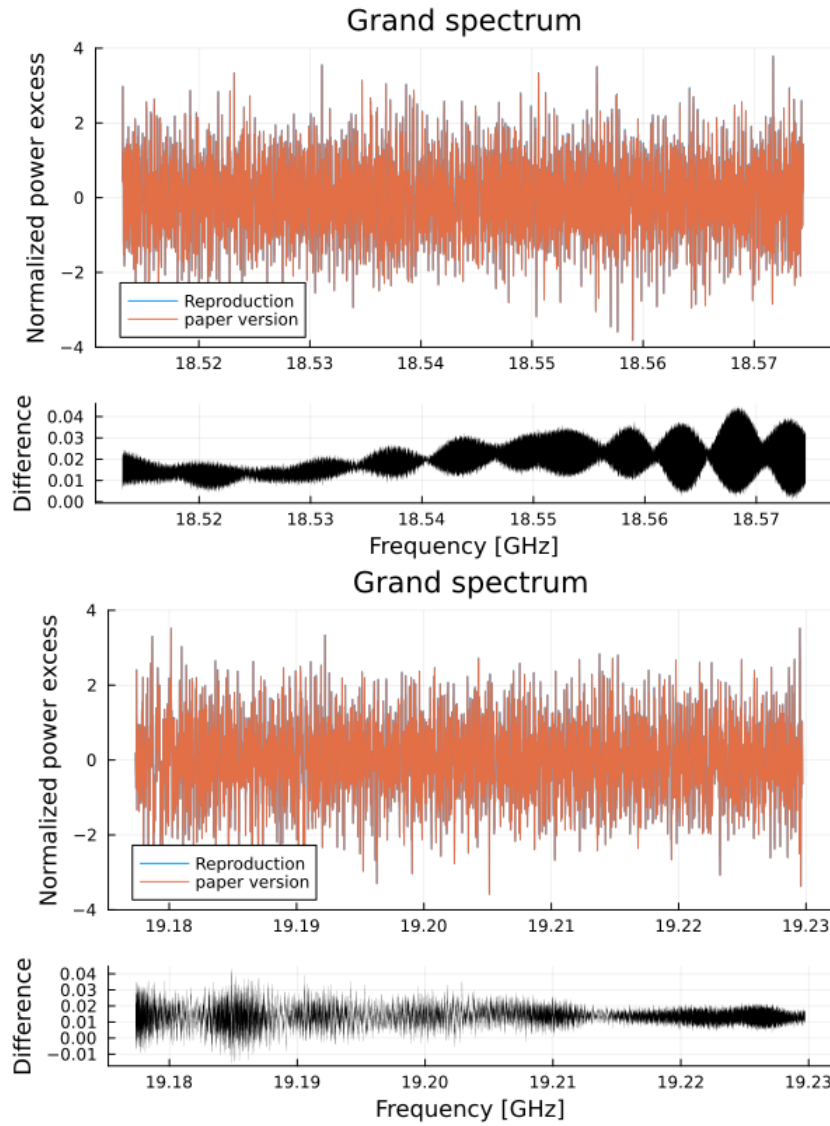 Grand spectrum
Normalized power excess
4
2
0
−2
−4
Reproduction
paper version
18.52 18.53 18.54 18.55 18.56 18.57
Difference
0.04
0.03
0.02
0.01
0.00
18.52 18.53 18.54 18.55 18.56 18.57
Frequency [GHz]
Grand spectrum
Normalized power excess
4
2
0
−2
−4
Reproduction
paper version
19.18 19.19 19.20 19.21 19.22 19.23
Difference
0.04
0.03
0.02
0.01
0.00
−0.01
19.18 19.19 19.20 19.21 19.22 19.23
Frequency [GHz]